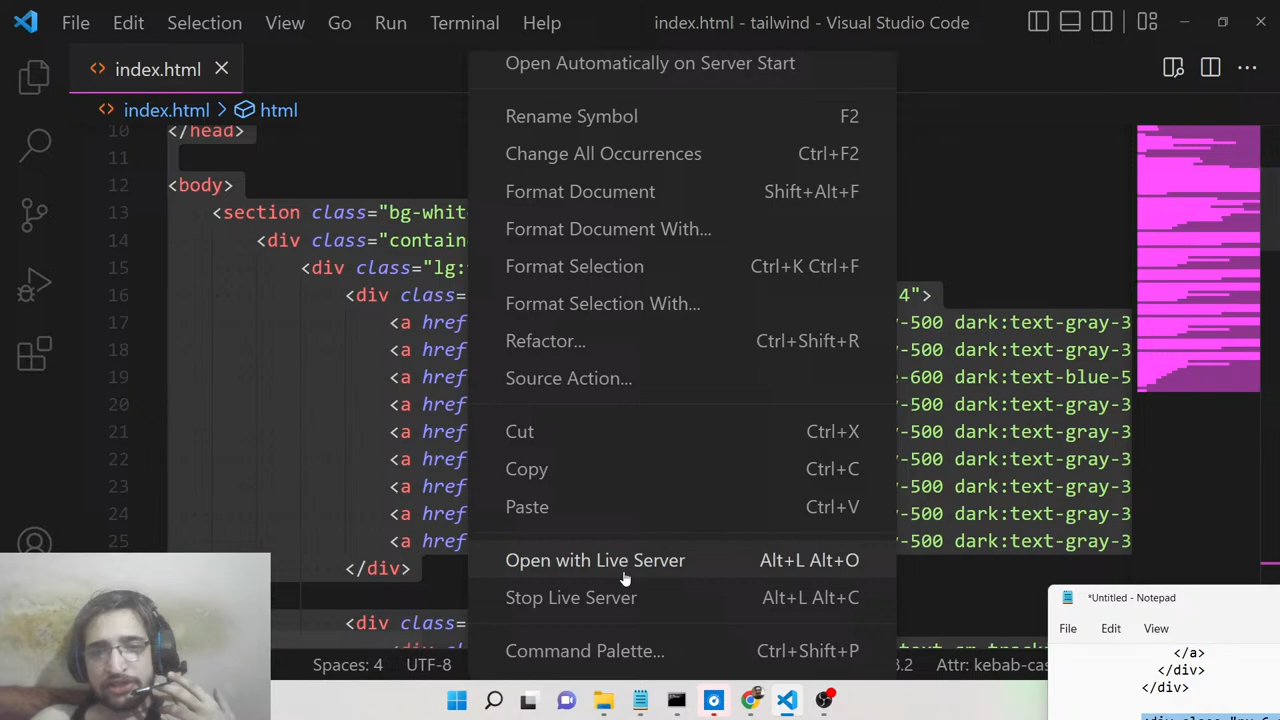 File Edit Selection View Go Run Terminal Help index.html - tailwind - Visual Studio Code
index.html
index.html > html
Open Automatically on Server Start
Rename Symbol F2
Change All Occurrences Ctrl+F2
Format Document Shift+Alt+F
Format Document With...
Format Selection Ctrl+K Ctrl+F
Format Selection With...
Refactor... Ctrl+Shift+R
Source Action...
Cut Ctrl+X
Copy Ctrl+C
Paste Ctrl+V
Open with Live Server Alt+L Alt+O
Stop Live Server Alt+L Alt+C
Command Palette... Ctrl+Shift+P
10 </head>
11
12 <body>
13 <section class="bg-whit
14 <div class="contain
15 <div class="lg:
16 <div class= 4">
17 <a href -500 dark:text-gray-3
18 <a href -500 dark:text-gray-3
19 <a href -600 dark:text-blue-5
20 <a href -500 dark:text-gray-3
21 <a href -500 dark:text-gray-3
22 <a href -500 dark:text-gray-3
23 <a href -500 dark:text-gray-3
24 <a href -500 dark:text-gray-3
25 <a href -500 dark:text-gray-3
</div>
<div class=
Spaces: 4 UTF-8 Attr: kebab-cas
*Untitled - Notepad
File Edit View
</a>
</div>
</div>